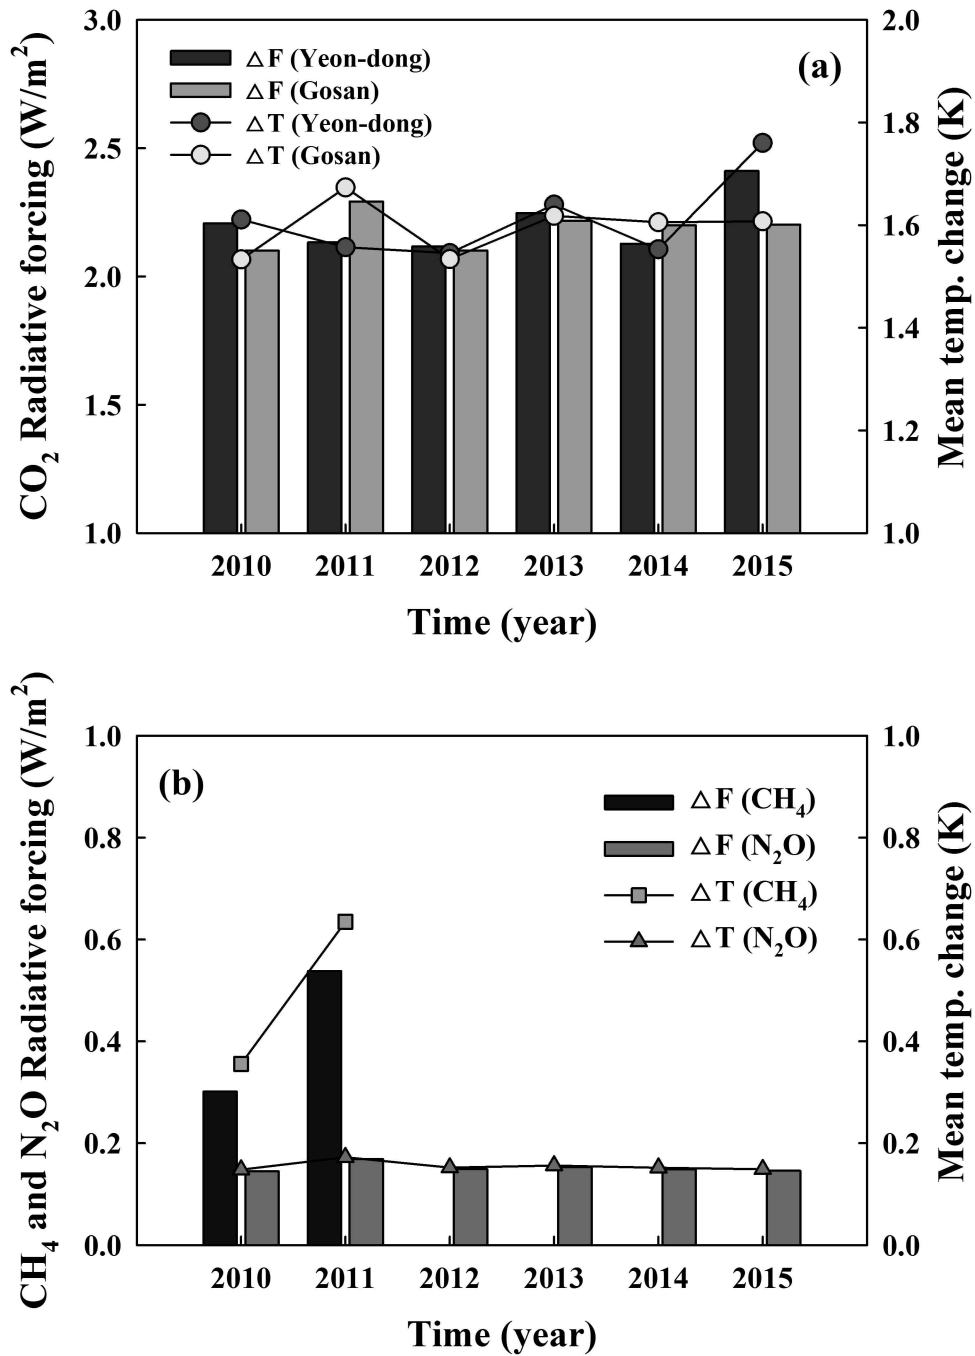 CO₂ Radiative forcing (W/m²)
3.0
2.5
2.0
1.5
1.0
△ F (Yeon-dong)
△ F (Gosan)
△ T (Yeon-dong)
△ T (Gosan)
(a)
2.0
1.8
1.6
1.4
1.2
1.0
Mean temp. change (K)
2010 2011 2012 2013 2014 2015
Time (year)
CH₄ and N₂O Radiative forcing (W/m²)
1.0
0.8
0.6
0.4
0.2
0.0
(b)
△ F (CH₄)
△ F (N₂O)
△ T (CH₄)
△ T (N₂O)
1.0
0.8
0.6
0.4
0.2
0.0
Mean temp. change (K)
2010 2011 2012 2013 2014 2015
Time (year)